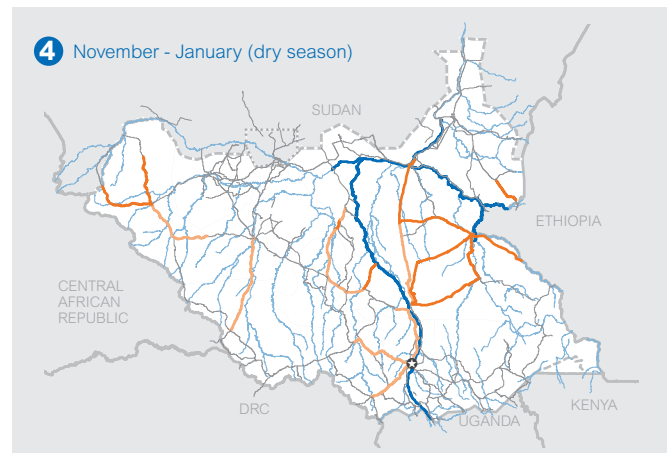 4 November - January (dry season)
SUDAN
ETHIOPIA
CENTRAL
AFRICAN
REPUBLIC
DRC
UGANDA
KENYA